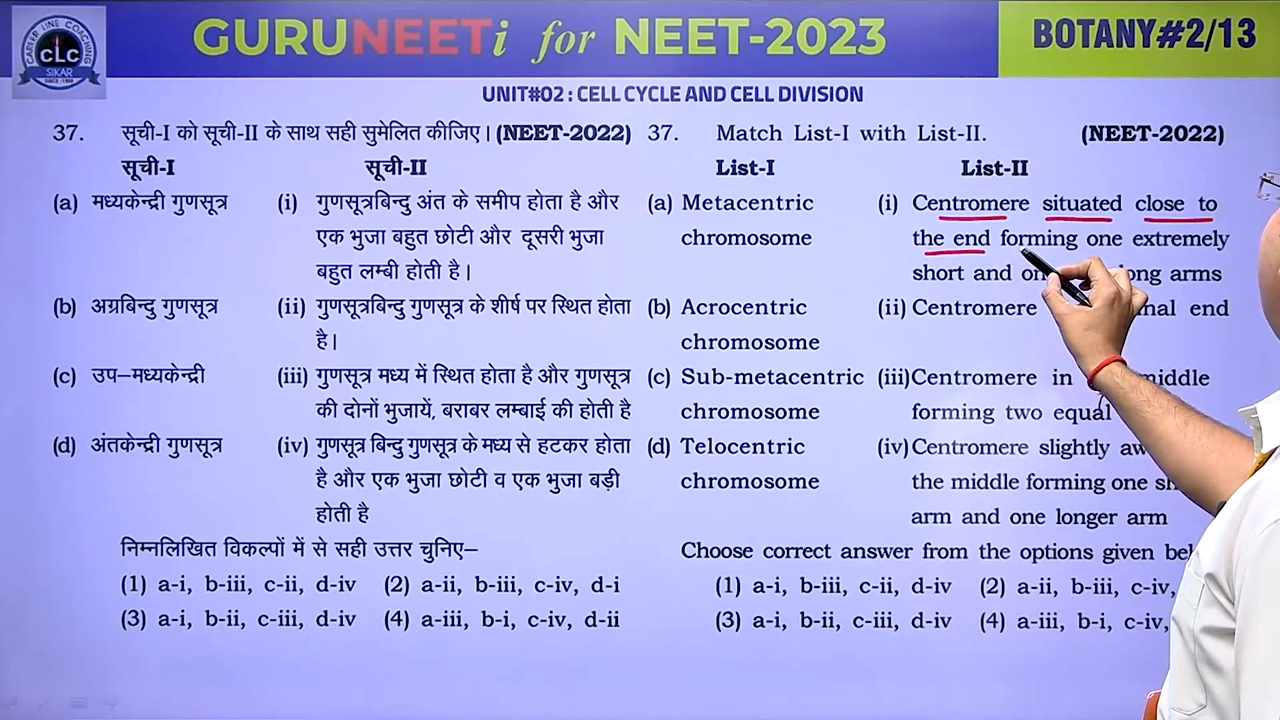 GURUNEETi for NEET-2023
BOTANY#2/13
CAREER LINE COACHING
CLC
SIKAR
UNIT#02 : CELL CYCLE AND CELL DIVISION
37. सूची-I को सूची-II के साथ सही सुमेलित कीजिए। (NEET-2022)
सूची-I सूची-II
(a) मध्यकेन्द्री गुणसूत्र (i) गुणसूत्रबिन्दु अंत के समीप होता है और
एक भुजा बहुत छोटी और दूसरी भुजा
बहुत लम्बी होती है।
(b) अग्रबिन्दु गुणसूत्र (ii) गुणसूत्रबिन्दु गुणसूत्र के शीर्ष पर स्थित होता
है।
(c) उप–मध्यकेन्द्री (iii) गुणसूत्र मध्य में स्थित होता है और गुणसूत्र
की दोनों भुजायें, बराबर लम्बाई की होती है
(d) अंतकेन्द्री गुणसूत्र (iv) गुणसूत्र बिन्दु गुणसूत्र के मध्य से हटकर होता
है और एक भुजा छोटी व एक भुजा बड़ी
होती है
निम्नलिखित विकल्पों में से सही उत्तर चुनिए–
(1) a-i, b-iii, c-ii, d-iv (2) a-ii, b-iii, c-iv, d-i
(3) a-i, b-ii, c-iii, d-iv (4) a-iii, b-i, c-iv, d-ii
37. Match List-I with List-II. (NEET-2022)
List-I List-II
(a) Metacentric (i) Centromere situated close to
chromosome the end forming one extremely
short and long arms
(b) Acrocentric (ii) Centromere end
chromosome
(c) Sub-metacentric (iii) Centromere in middle
chromosome forming two equal
(d) Telocentric (iv) Centromere slightly
chromosome the middle forming one
arm and one longer arm
Choose correct answer from the options given
(1) a-i, b-iii, c-ii, d-iv (2) a-ii, b-iii, c-iv,
(3) a-i, b-ii, c-iii, d-iv (4) a-iii, b-i, c-iv,